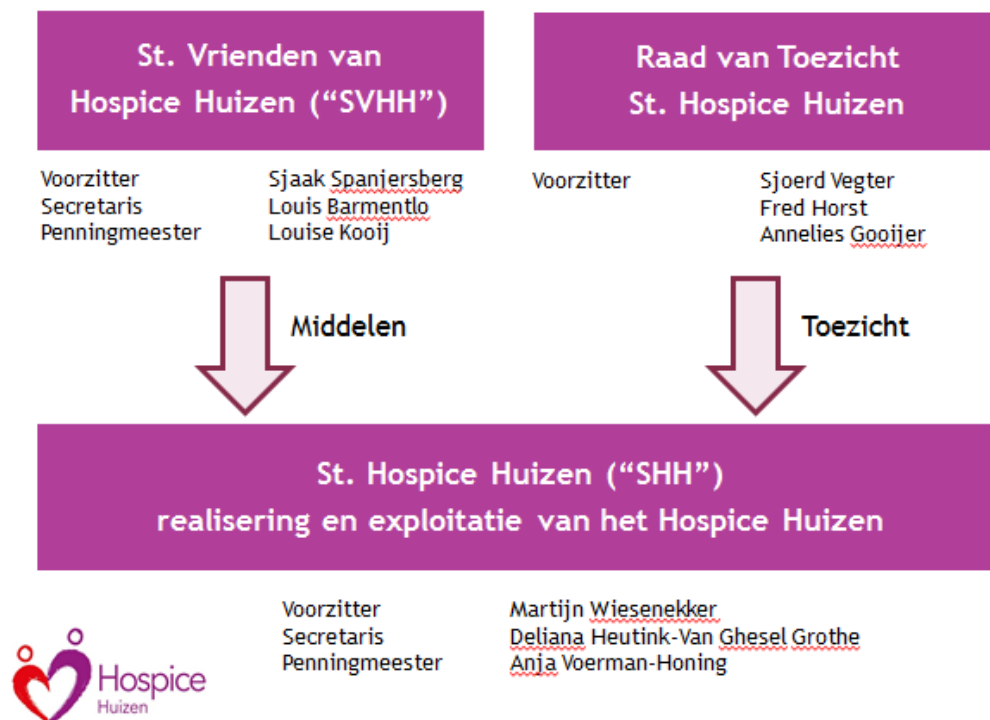 St. Vrienden van
Hospice Huizen (“SVHH”)
Raad van Toezicht
St. Hospice Huizen
Voorzitter Sjaak Spanjersberg
Secretaris Louis Barmentlo
Penningmeester Louise Kooij
Voorzitter Sjoerd Vegter
Fred Horst
Annelies Gooijer
Middelen
Toezicht
St. Hospice Huizen (“SHH”)
realisering en exploitatie van het Hospice Huizen
Voorzitter Martijn Wiesenekker
Secretaris Deliana Heutink-Van Ghesel Grothe
Penningmeester Anja Voerman-Honing
Hospice
Huizen